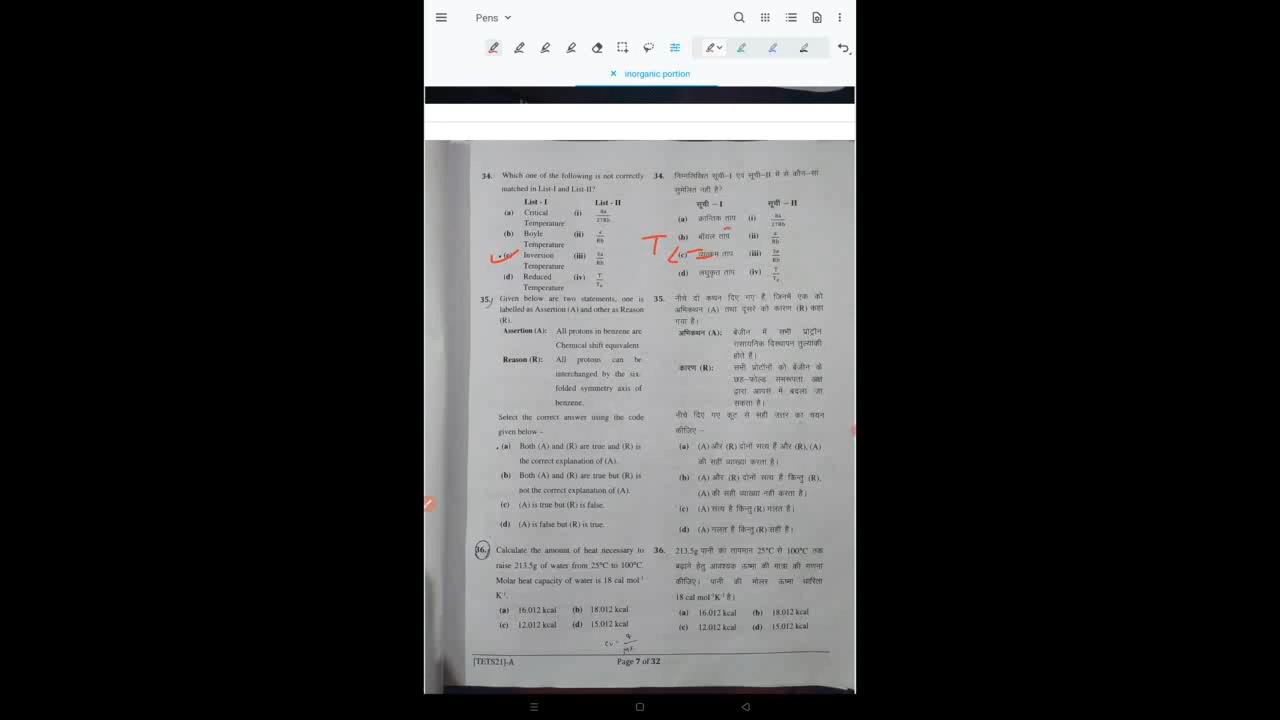 Pens
inorganic portion
34. Which one of the following is not correctly
matched in List-I and List-II?
List - I List - II
(a) Critical (i) 8a/27Rb
Temperature
(b) Boyle (ii) a/Rb
Temperature
(c) Inversion (iii) 3a/Rb
Temperature
(d) Reduced (iv) T/Tc
Temperature
35. Given below are two statements, one is
labelled as Assertion (A) and other as Reason
(R).
Assertion (A): All protons in benzene are
Chemical shift equivalent
Reason (R): All protons can be
interchanged by the six-
folded symmetry axis of
benzene.
Select the correct answer using the code
given below –
(a) Both (A) and (R) are true and (R) is
the correct explanation of (A).
(b) Both (A) and (R) are true but (R) is
not the correct explanation of (A).
(c) (A) is true but (R) is false.
(d) (A) is false but (R) is true.
36. Calculate the amount of heat necessary to
raise 213.5g of water from 25°C to 100°C.
Molar heat capacity of water is 18 cal mol⁻¹
K⁻¹.
(a) 16.012 kcal (b) 18.012 kcal
(c) 12.012 kcal (d) 15.012 kcal
34. निम्नलिखित सूची–I एवं सूची–II में से कौन–सा
सुमेलित नही है?
सूची – I सूची – II
(a) क्रान्तिक ताप (i) 8a/27Rb
(b) बॉयल ताप (ii) a/Rb
(c) व्युत्क्रम ताप (iii) 3a/Rb
(d) लघुकृत ताप (iv) T/Tc
T
35. नीचे दो कथन दिए गए हैं, जिनमें एक को
अभिकथन (A) तथा दूसरे को कारण (R) कहा
गया है।
अभिकथन (A): बेंजीन में सभी प्रोट्रॉन
रासायनिक विस्थापन तुल्यांकी
होते हैं।
कारण (R): सभी प्रोटॉनों को बेंजीन के
छह–फोल्ड समरूपता अक्ष
द्वारा आपस में बदला जा
सकता है।
नीचे दिए गए कूट से सही उत्तर का चयन
कीजिए –
(a) (A) और (R) दोनों सत्य हैं और (R), (A)
की सही व्याख्या करता है।
(b) (A) और (R) दोनों सत्य हैं किन्तु (R),
(A) की सही व्याख्या नहीं करता है।
(c) (A) सत्य है किन्तु (R) गलत है।
(d) (A) गलत है किन्तु (R) सही है।
36. 213.5g पानी का तापमान 25°C से 100°C तक
बढ़ाने हेतु आवश्यक ऊष्मा की मात्रा की गणना
कीजिए। पानी की मोलर ऊष्मा धारिता
18 cal mol⁻¹K⁻¹ है।
(a) 16.012 kcal (b) 18.012 kcal
(c) 12.012 kcal (d) 15.012 kcal
[TETS21]-A Page 7 of 32